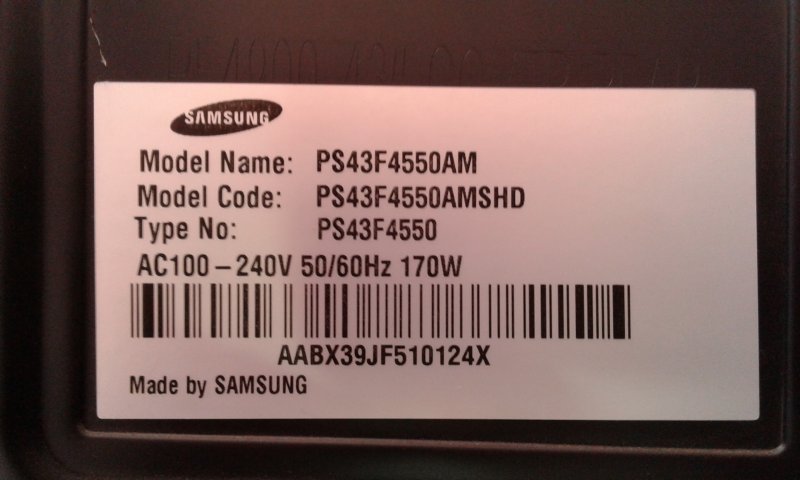 SAMSUNG
Model Name: PS43F4550AM
Model Code: PS43F4550AMSHD
Type No: PS43F4550
AC100-240V 50/60Hz 170W
AABX39JF510124X
Made by SAMSUNG